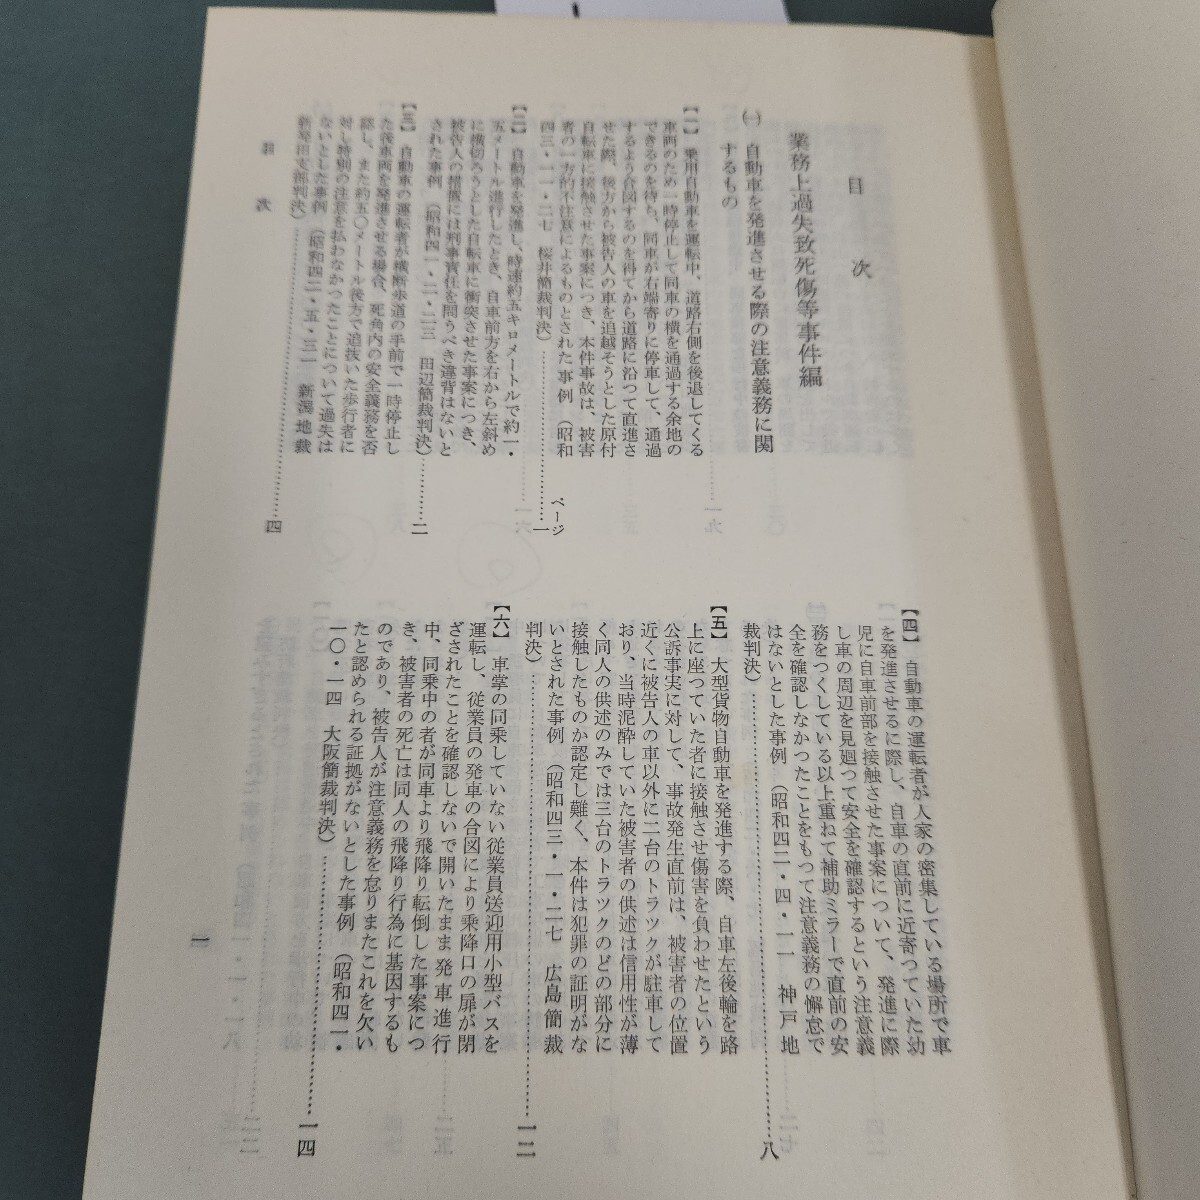 目次
業務上過失致死傷等事件編
㈠ 自動車を発進させる際の注意義務に関
するもの
【一】 乗用自動車を運転中、道路右側を後退してくる
車両のため一時停止して同車の横を通過する余地の
できるのを待ち、同車が右端寄りに停車して、通過
するよう合図するのを得てから道路に沿つて直進さ
せた際、後方から被告人の車を追越そうとした原付
自転車に接触させた事案につき、本件事故は、被害
者の一方的不注意によるものとされた事例 (昭和
四三・一一・二七 桜井簡裁判決)……………一
ページ
【二】 自動車を発進し、時速約五キロメートルで約一・
五メートル進行したとき、自車前方を右から左斜め
に横切ろうとした自転車に衝突させた事案につき、
被告人の措置には刑事責任を問うべき違背はないと
された事例 (昭和四一・二・二三 田辺簡裁判決)……二
【三】 自動車の運転者が横断歩道の手前で一時停止し
た後車両を発進させる場合、死角内の安全義務を否
認し、また約五〇メートル後方で追抜いた歩行者に
対し特別の注意を払わなかつたことについて過失は
ないとした事例 (昭和四二・五・三一 新潟地裁
新発田支部判決)……………四
目次
【四】 自動車の運転者が人家の密集している場所で車
を発進させるに際し、自車の直前に近寄つていた幼
児に自車前部を接触させた事案について、発進に際
し車の周辺を見廻つて安全を確認するという注意義
務をつくしている以上重ねて補助ミラーで直前の安
全を確認しなかつたことをもつて注意義務の懈怠で
はないとした事例 (昭和四二・四・一一 神戸地
裁判決)……………八
【五】 大型貨物自動車を発進する際、自車左後輪を路
上に座つていた者に接触させ傷害を負わせたという
公訴事実に対して、事故発生直前は、被害者の位置
近くに被告人の車以外に二台のトラツクが駐車して
おり、当時泥酔していた被害者の供述は信用性が薄
く同人の供述のみでは三台のトラツクのどの部分に
接触したものか認定し難く、本件は犯罪の証明がな
いとされた事例 (昭和四三・一・二七 広島簡裁
判決)……………一二
【六】 車掌の同乗していない従業員送迎用小型バスを
運転し、従業員の発車の合図により乗降口の扉が閉
ざされたことを確認しないで開いたまま発車進行
中、同乗中の者が同車より飛降り転倒した事案につ
き、被害者の死亡は同人の飛降り行為に基因するも
のであり、被告人が注意義務を怠りまたこれを欠い
たと認められる証拠がないとした事例 (昭和四一・
一〇・一四 大阪簡裁判決)……………一四
一